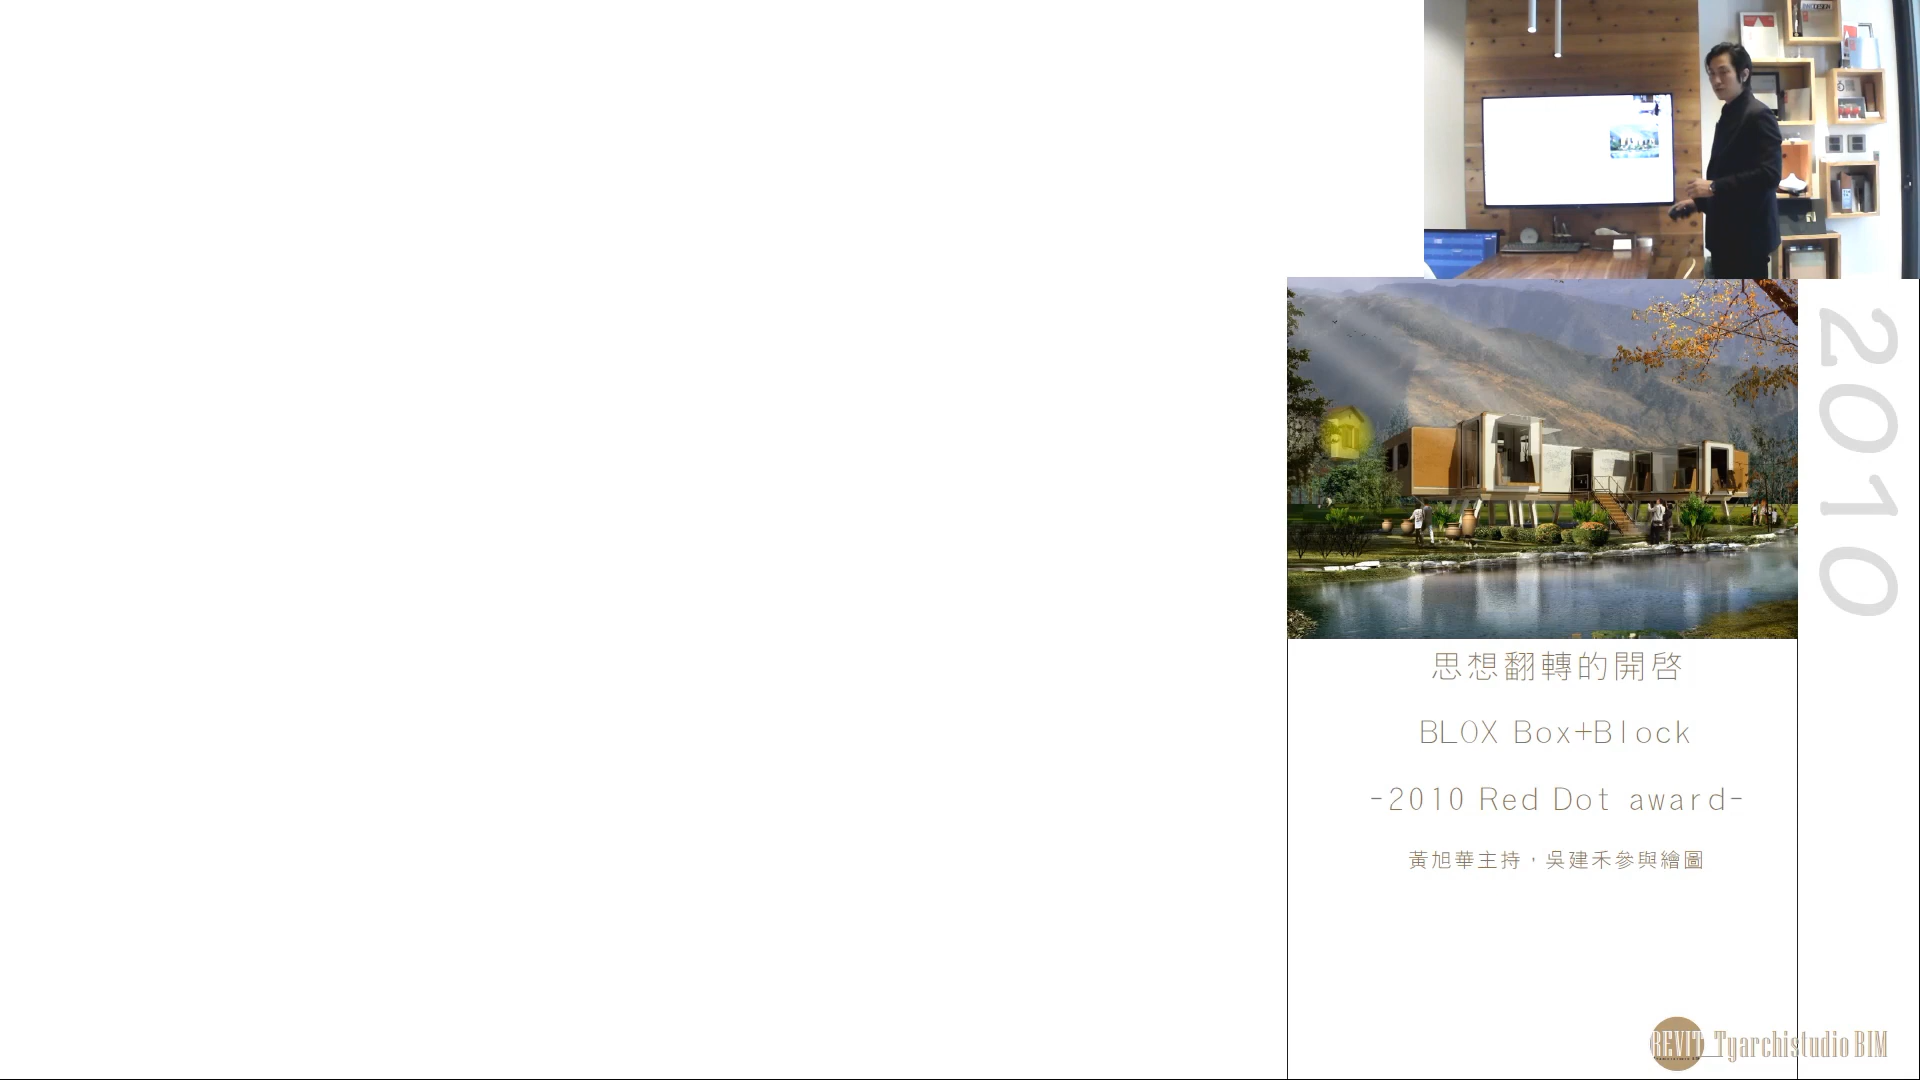 2010
思想翻轉的開啓
BLOX Box+Block
-2010 Red Dot award-
黃旭華主持，吳建禾參與繪圖
REVIT Tyarchistudio BIM